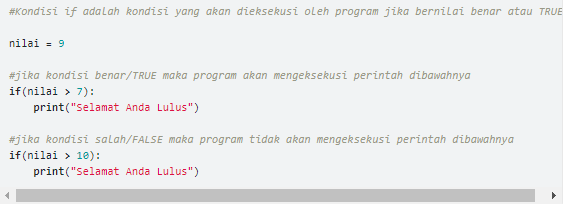 #Kondisi if adalah kondisi yang akan dieksekusi oleh program jika bernilai benar atau TRUE
nilai = 9
#jika kondisi benar/TRUE maka program akan mengeksekusi perintah dibawahnya
if(nilai > 7):
    print("Selamat Anda Lulus")
#jika kondisi salah/FALSE maka program tidak akan mengeksekusi perintah dibawahnya
if(nilai > 10):
    print("Selamat Anda Lulus")